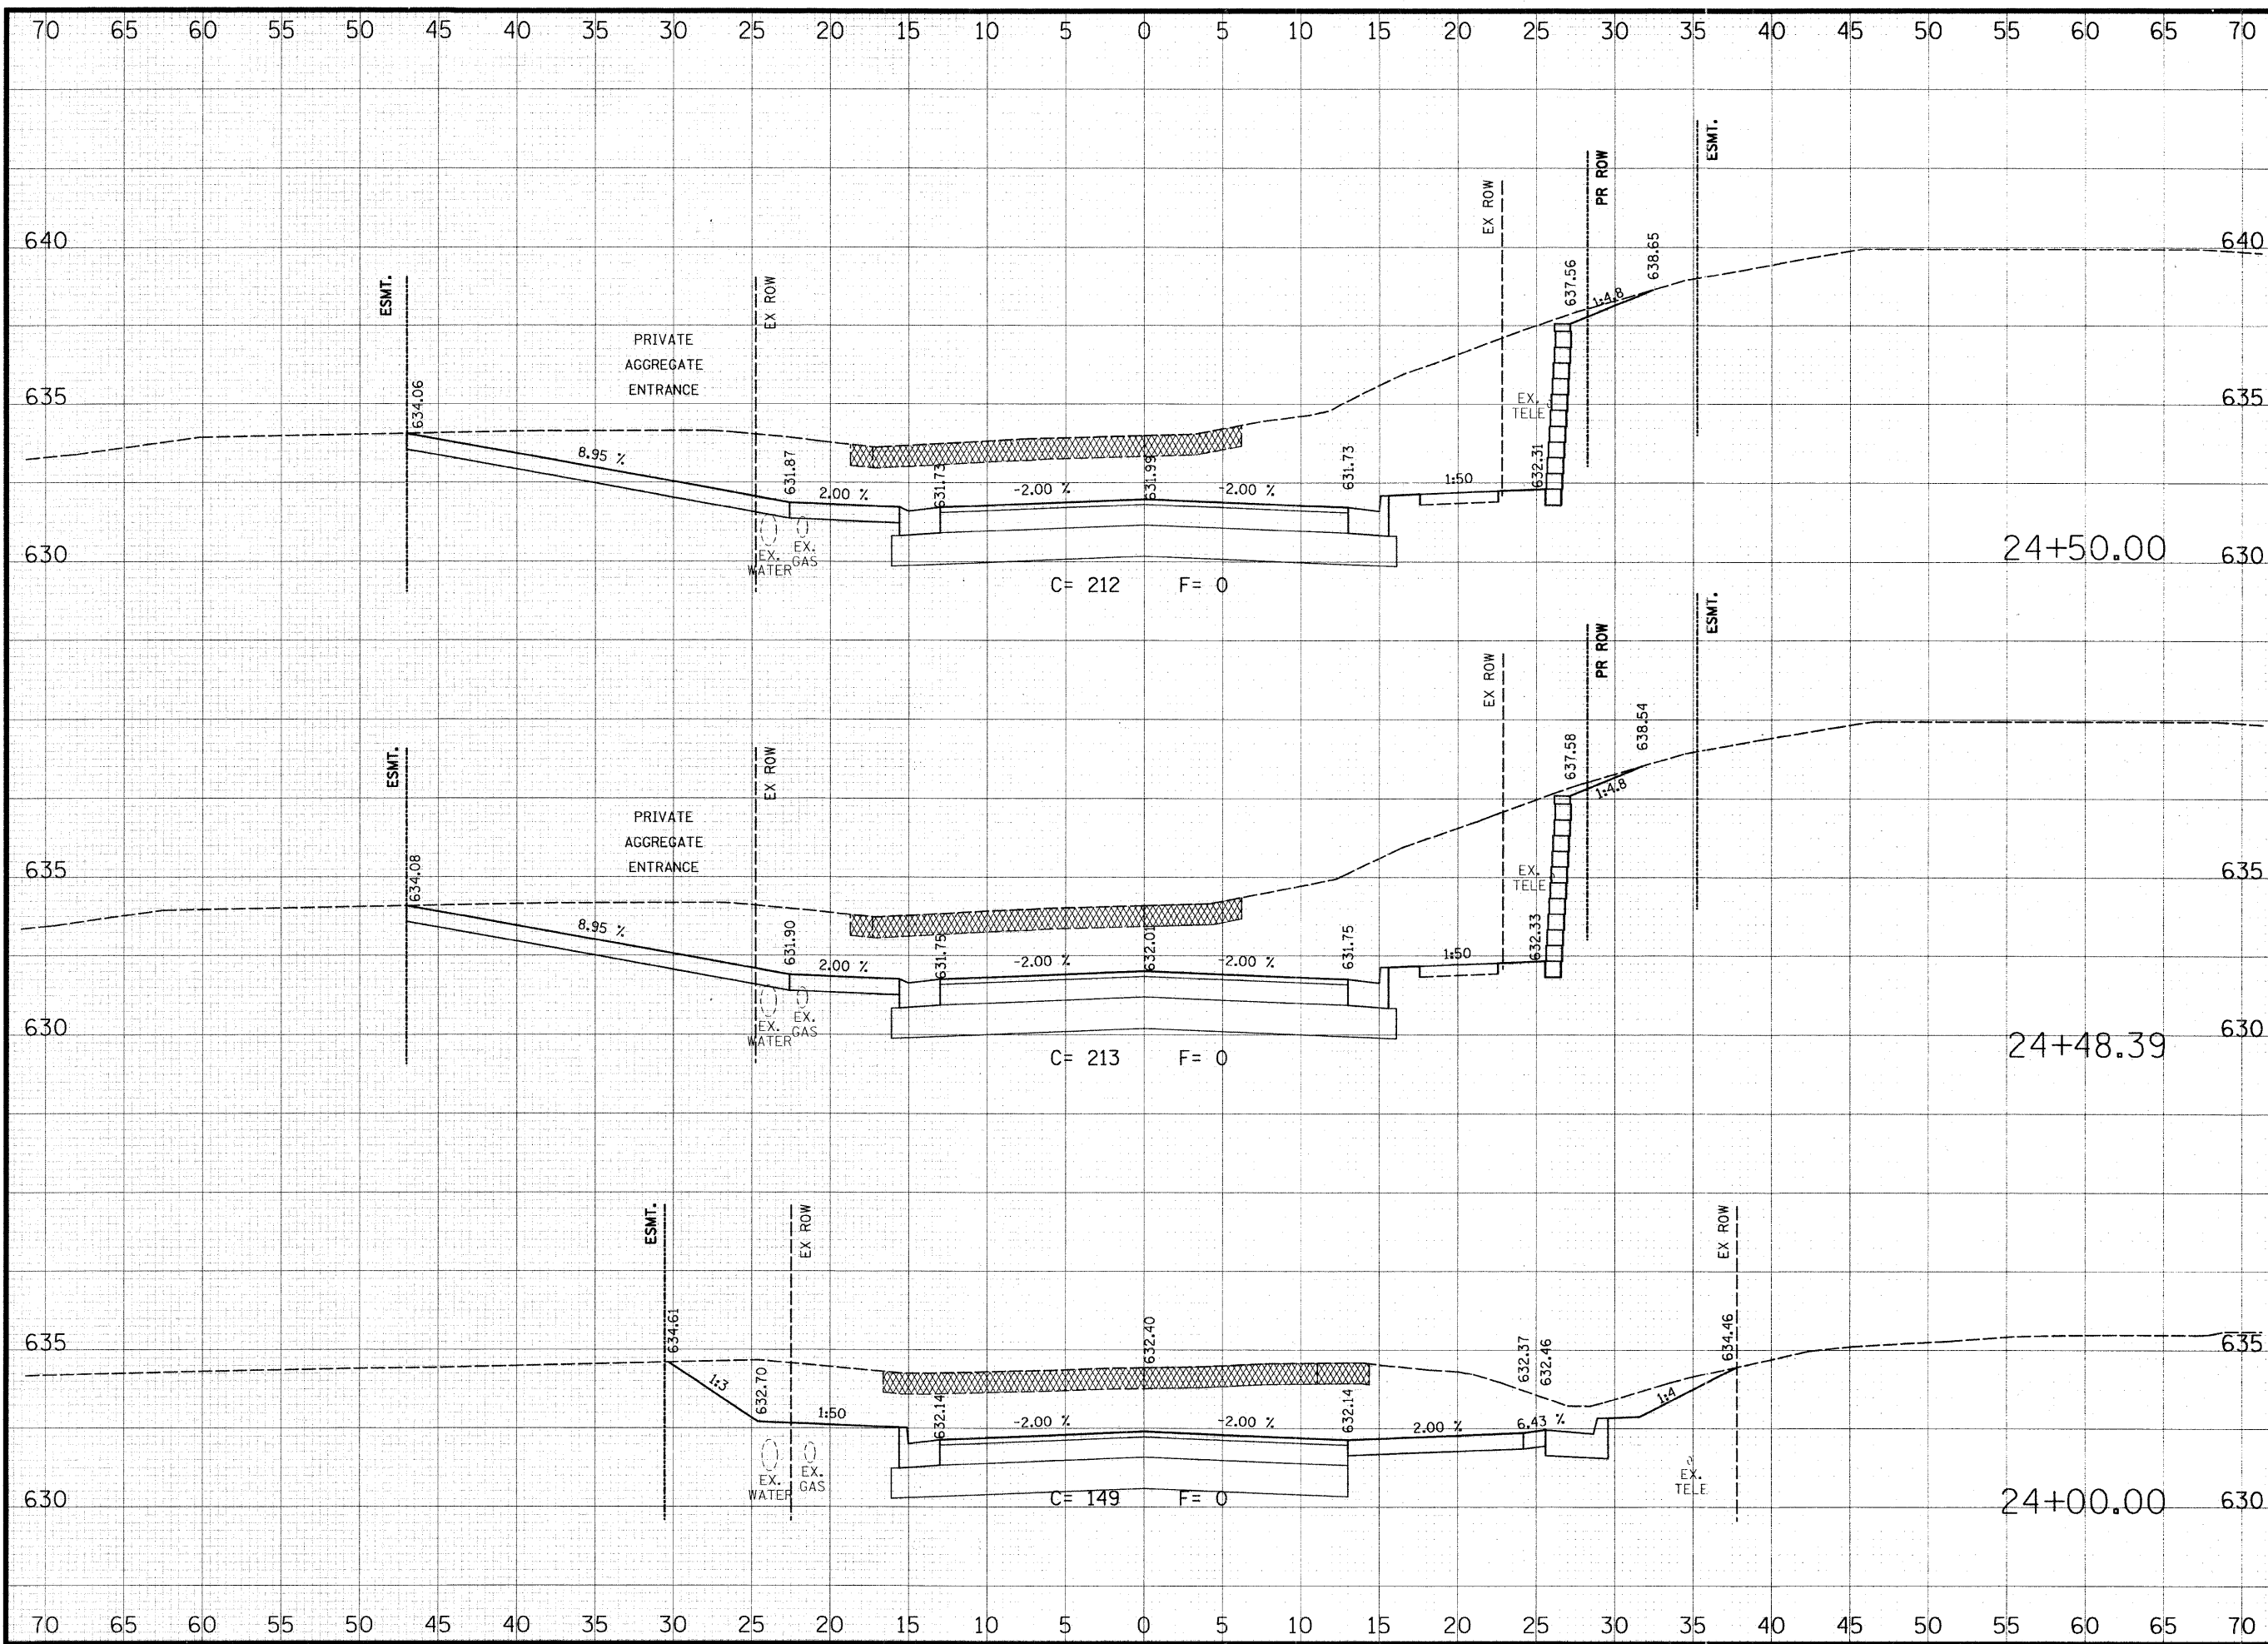 70 65 60 55 50 45 40 35 30 25 20 15 10 5 0 5 10 15 20 25 30 35 40 45 50 55 60 65 70
ESMT.
PR ROW
EX ROW
640
640
638.65
637.56
1:4.8
ESMT.
EX ROW
PRIVATE
AGGREGATE
ENTRANCE
635
635
634.06
EX.
TELE
8.95 %
631.87
2.00 %
631.73
-2.00 %
631.99
-2.00 %
631.73
1:50
632.31
EX.
WATER
EX.
GAS
630
630
24+50.00
C= 212 F= 0
ESMT.
PR ROW
EX ROW
638.54
637.58
1:4.8
ESMT.
EX ROW
PRIVATE
AGGREGATE
ENTRANCE
635
635
634.08
EX.
TELE
8.95 %
631.90
2.00 %
631.75
-2.00 %
632.01
-2.00 %
631.75
1:50
632.33
EX.
WATER
EX.
GAS
630
630
24+48.39
C= 213 F= 0
ESMT.
EX ROW
EX ROW
635
635
634.61
632.40
632.37
632.46
634.46
1:3
632.70
1:50
632.14
-2.00 %
-2.00 %
632.14
2.00 %
6.43 %
1:4
EX.
WATER
EX.
GAS
EX.
TELE
630
630
24+00.00
C= 149 F= 0
70 65 60 55 50 45 40 35 30 25 20 15 10 5 0 5 10 15 20 25 30 35 40 45 50 55 60 65 70